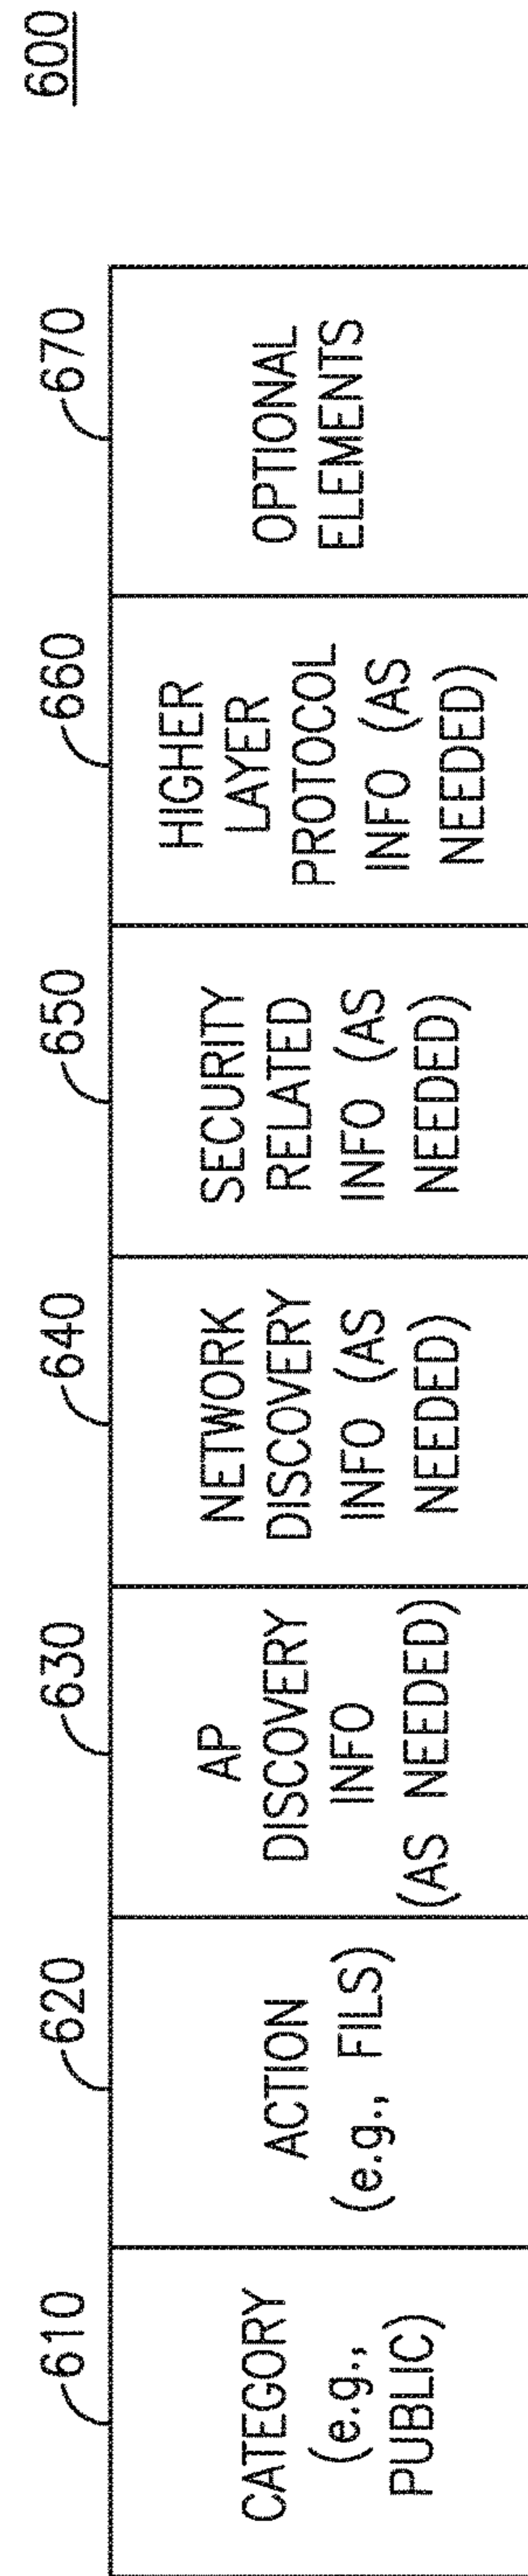 600
610
620
630
640
650
660
670
CATEGORY
(e.g.,
PUBLIC)
ACTION
(e.g., FILS)
AP
DISCOVERY
INFO
(AS NEEDED)
NETWORK
DISCOVERY
INFO (AS
NEEDED)
SECURITY
RELATED
INFO (AS
NEEDED)
HIGHER
LAYER
PROTOCOL
INFO (AS
NEEDED)
OPTIONAL
ELEMENTS